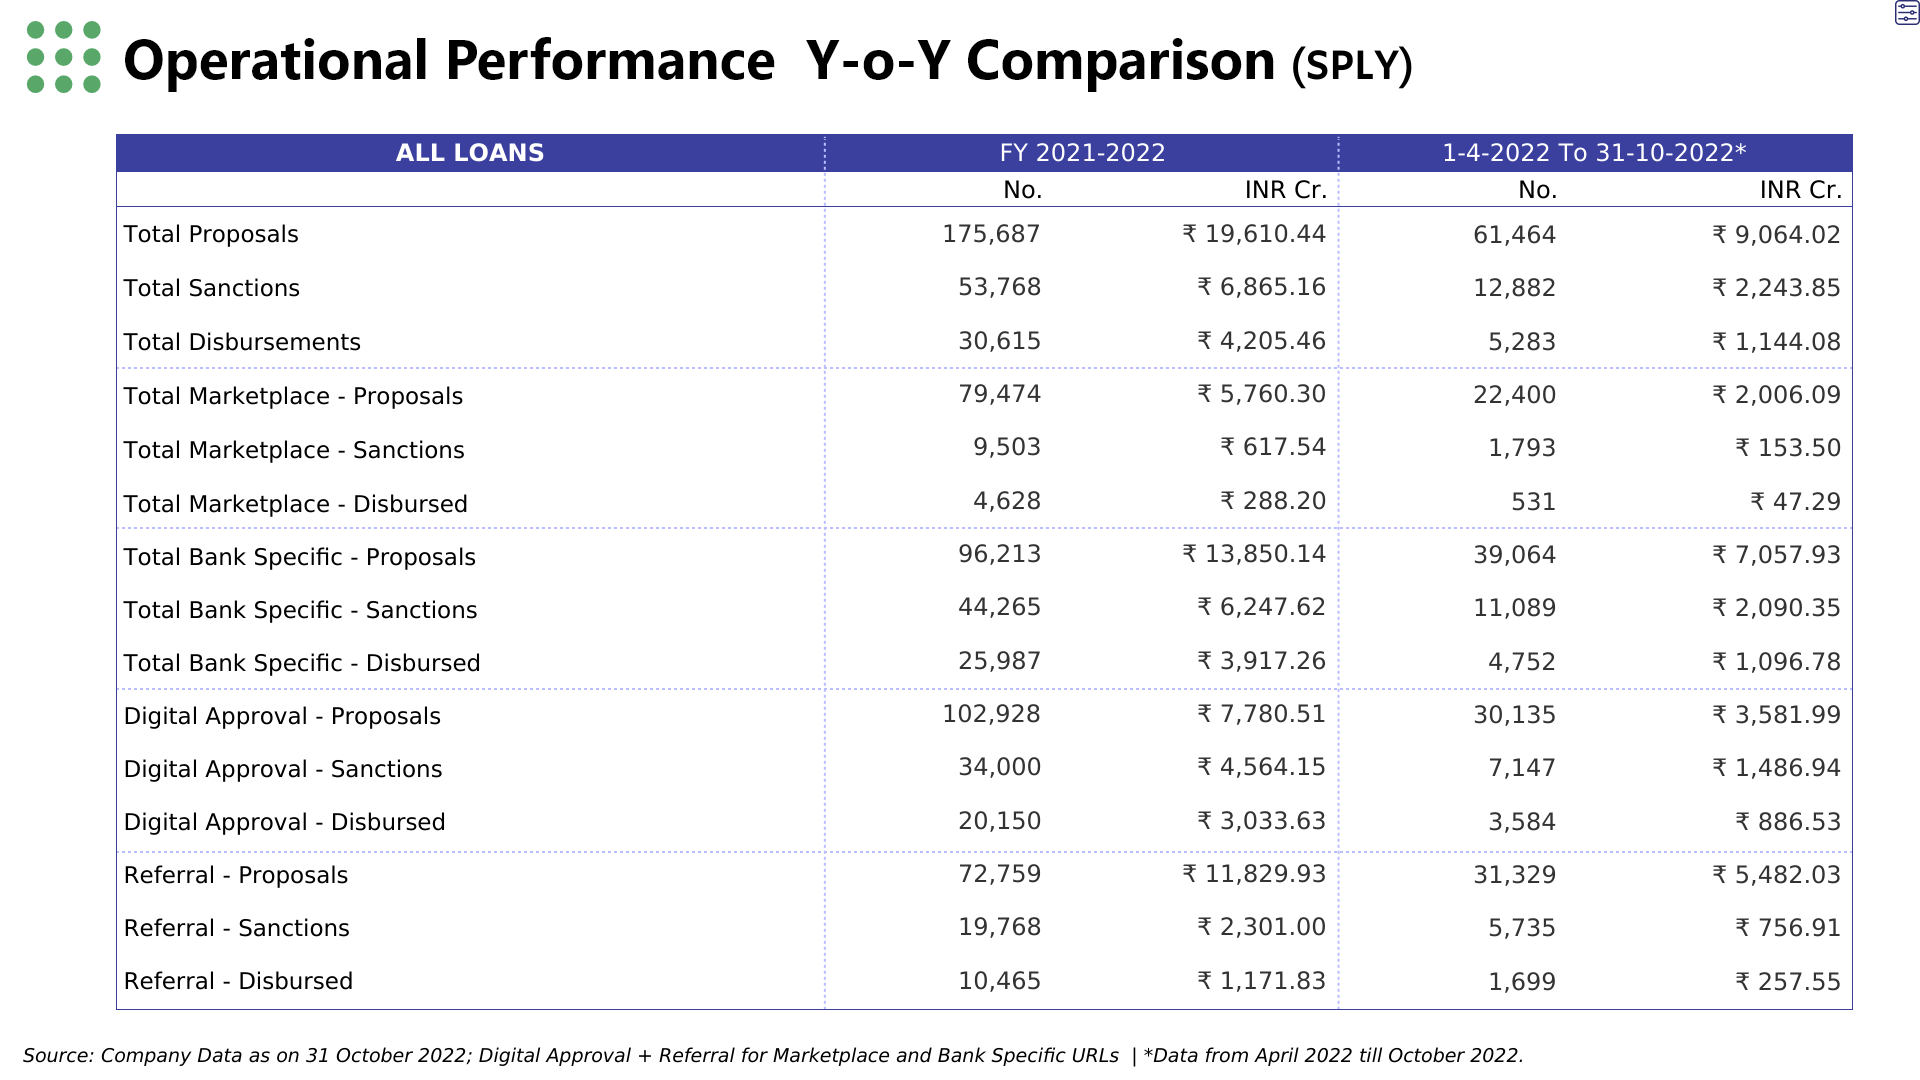 Operational Performance Y-o-Y Comparison (SPLY)
ALL LOANS FY 2021-2022 1-4-2022 To 31-10-2022*
No. INR Cr. No. INR Cr.
Total Proposals 175,687 ₹ 19,610.44 61,464 ₹ 9,064.02
Total Sanctions 53,768 ₹ 6,865.16 12,882 ₹ 2,243.85
Total Disbursements 30,615 ₹ 4,205.46 5,283 ₹ 1,144.08
Total Marketplace - Proposals 79,474 ₹ 5,760.30 22,400 ₹ 2,006.09
Total Marketplace - Sanctions 9,503 ₹ 617.54 1,793 ₹ 153.50
Total Marketplace - Disbursed 4,628 ₹ 288.20 531 ₹ 47.29
Total Bank Specific - Proposals 96,213 ₹ 13,850.14 39,064 ₹ 7,057.93
Total Bank Specific - Sanctions 44,265 ₹ 6,247.62 11,089 ₹ 2,090.35
Total Bank Specific - Disbursed 25,987 ₹ 3,917.26 4,752 ₹ 1,096.78
Digital Approval - Proposals 102,928 ₹ 7,780.51 30,135 ₹ 3,581.99
Digital Approval - Sanctions 34,000 ₹ 4,564.15 7,147 ₹ 1,486.94
Digital Approval - Disbursed 20,150 ₹ 3,033.63 3,584 ₹ 886.53
Referral - Proposals 72,759 ₹ 11,829.93 31,329 ₹ 5,482.03
Referral - Sanctions 19,768 ₹ 2,301.00 5,735 ₹ 756.91
Referral - Disbursed 10,465 ₹ 1,171.83 1,699 ₹ 257.55
Source: Company Data as on 31 October 2022; Digital Approval + Referral for Marketplace and Bank Specific URLs | *Data from April 2022 till October 2022.